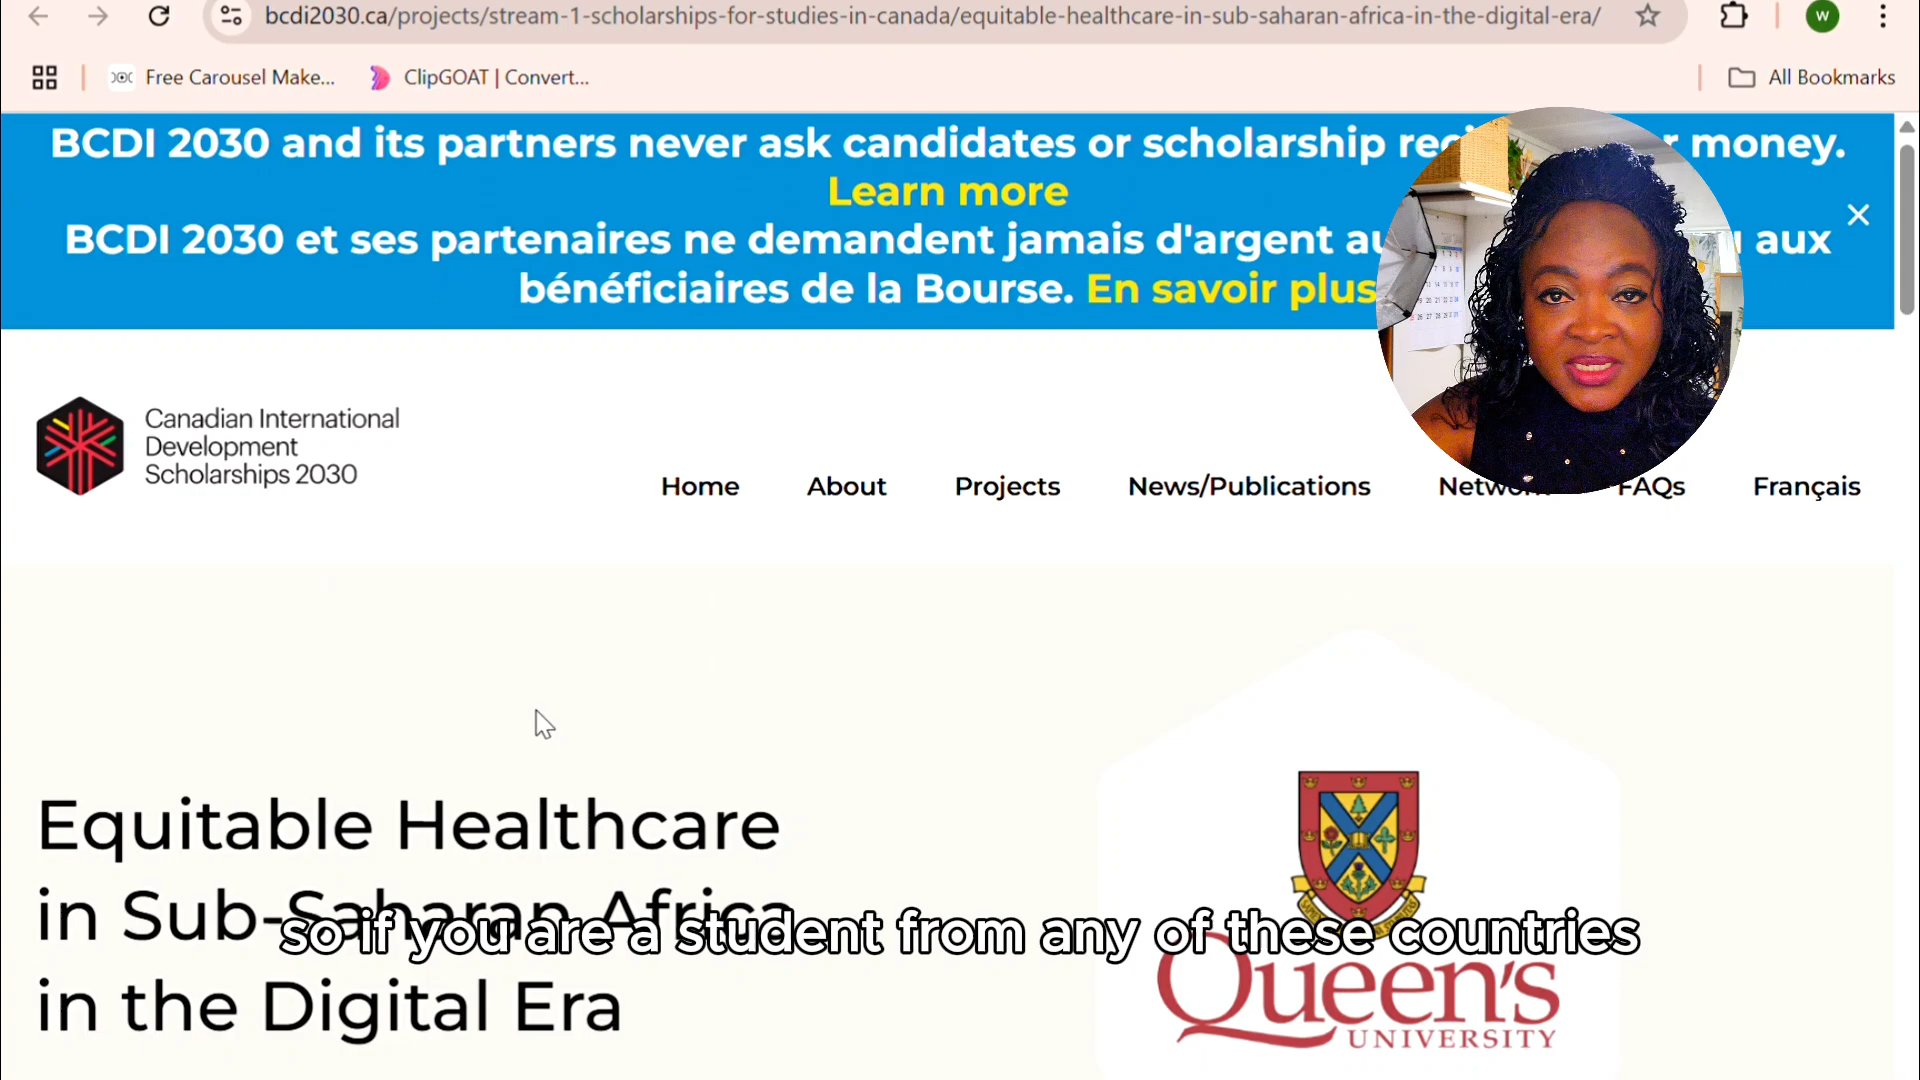 bcdi2030.ca/projects/stream-1-scholarships-for-studies-in-canada/equitable-healthcare-in-sub-saharan-africa-in-the-digital-era/
W
Free Carousel Make...
ClipGOAT | Convert...
All Bookmarks
BCDI 2030 and its partners never ask candidates or scholarship money.
Learn more
BCDI 2030 et ses partenaires ne demandent jamais d'argent aux
bénéficiaires de la Bourse. En savoir plus
Canadian International
Development
Scholarships 2030
Home About Projects News/Publications Network FAQs Français
Equitable Healthcare
in Sub-Saharan Africa
in the Digital Era
so if you are a student from any of these countries
Queen's
UNIVERSITY